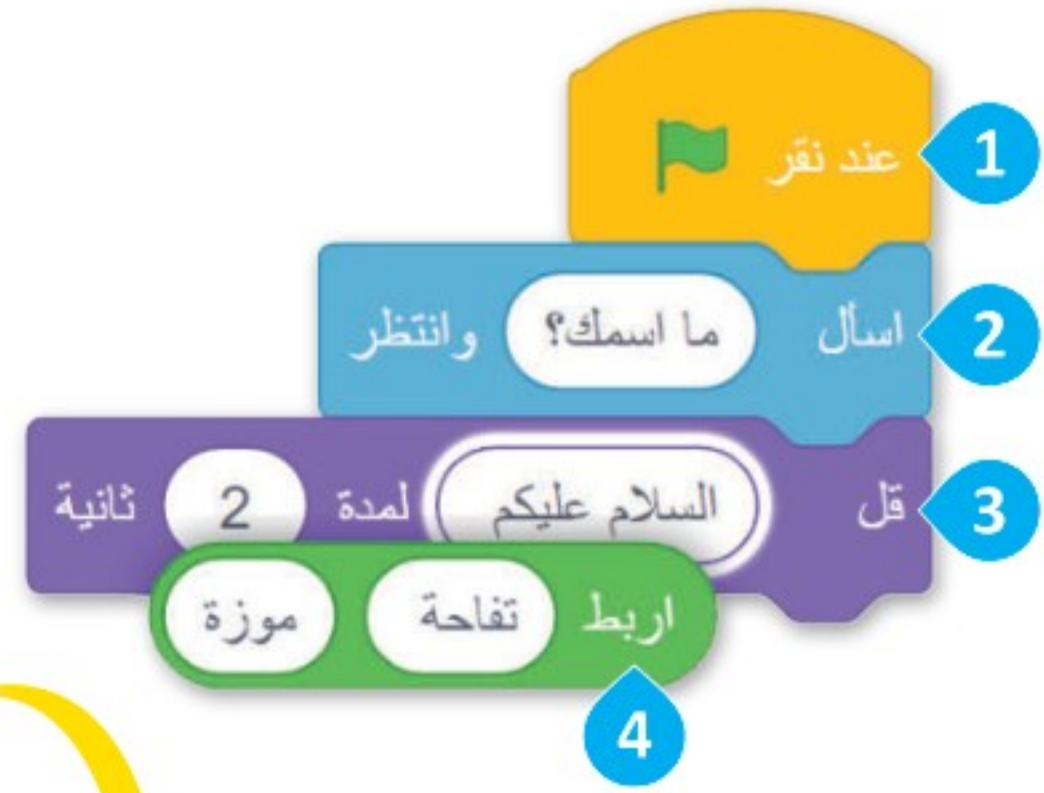 عند نقر 1
اسأل ما اسمك؟ وانتظر 2
قل السلام عليكم لمدة 2 ثانية 3
اربط تفاحة موزة
4